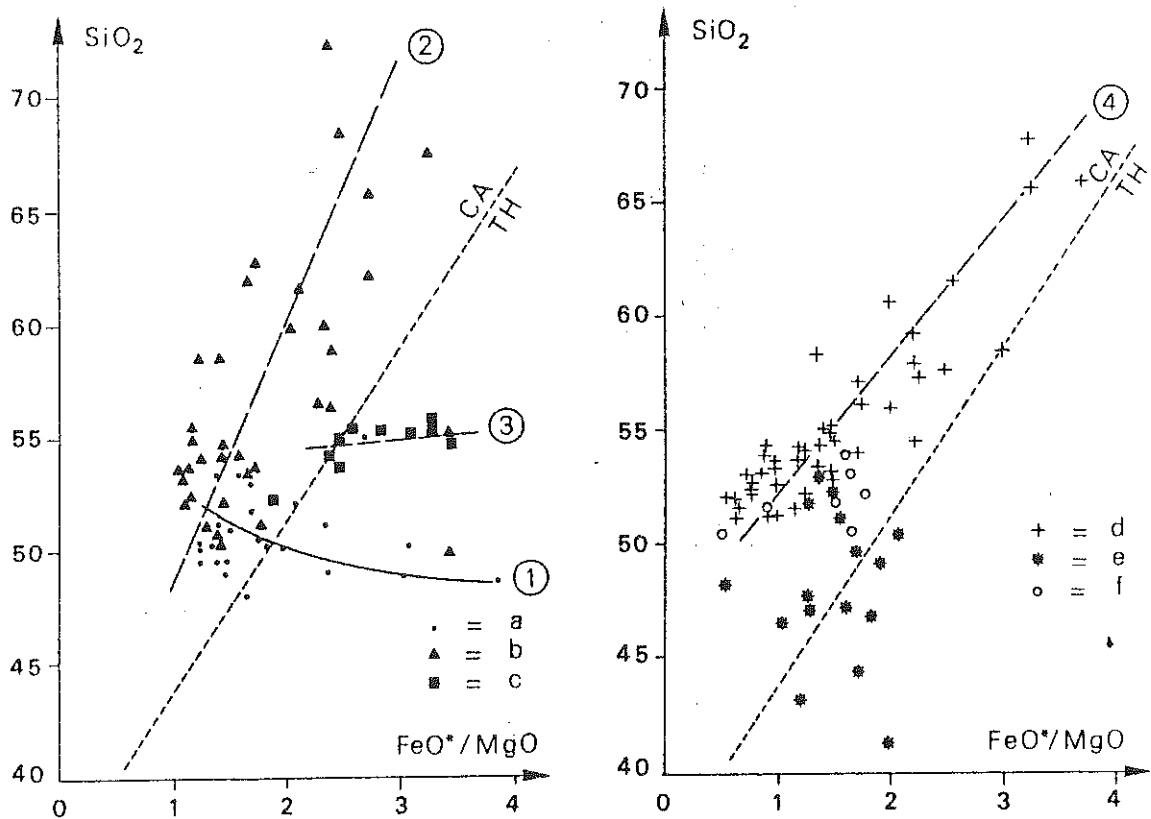 SiO₂
②
70
65
60
55
50
45
40
0 1 2 3 4
CA
TH
③
①
• = a
▲ = b
■ = c
FeO*/MgO
SiO₂
④
70
65
60
55
50
45
40
0 1 2 3 4
CA
TH
+ = d
✸ = e
o = f
FeO*/MgO